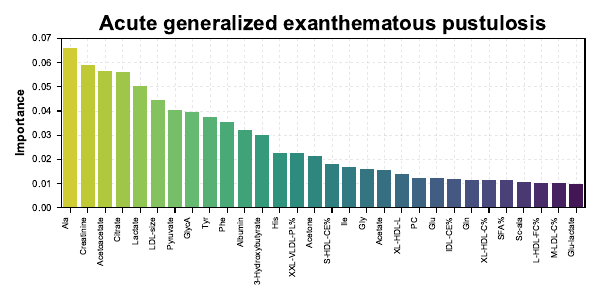 Acute generalized exanthematous pustulosis
Importance
0.07
0.06
0.05
0.04
0.03
0.02
0.01
0.00
Ala
Creatinine
Acetoacetate
Citrate
Lactate
LDL-size
Pyruvate
GlycA
Tyr
Phe
Albumin
3-Hydroxybutyrate
His
XXL-VLDL-PL%
Acetone
S-HDL-CE%
Ile
Gly
Acetate
XL-HDL-L
PC
Glu
IDL-CE%
Gln
XL-HDL-C%
SFA%
Sc-ala
L-HDL-FC%
M-LDL-C%
Glu-lactate